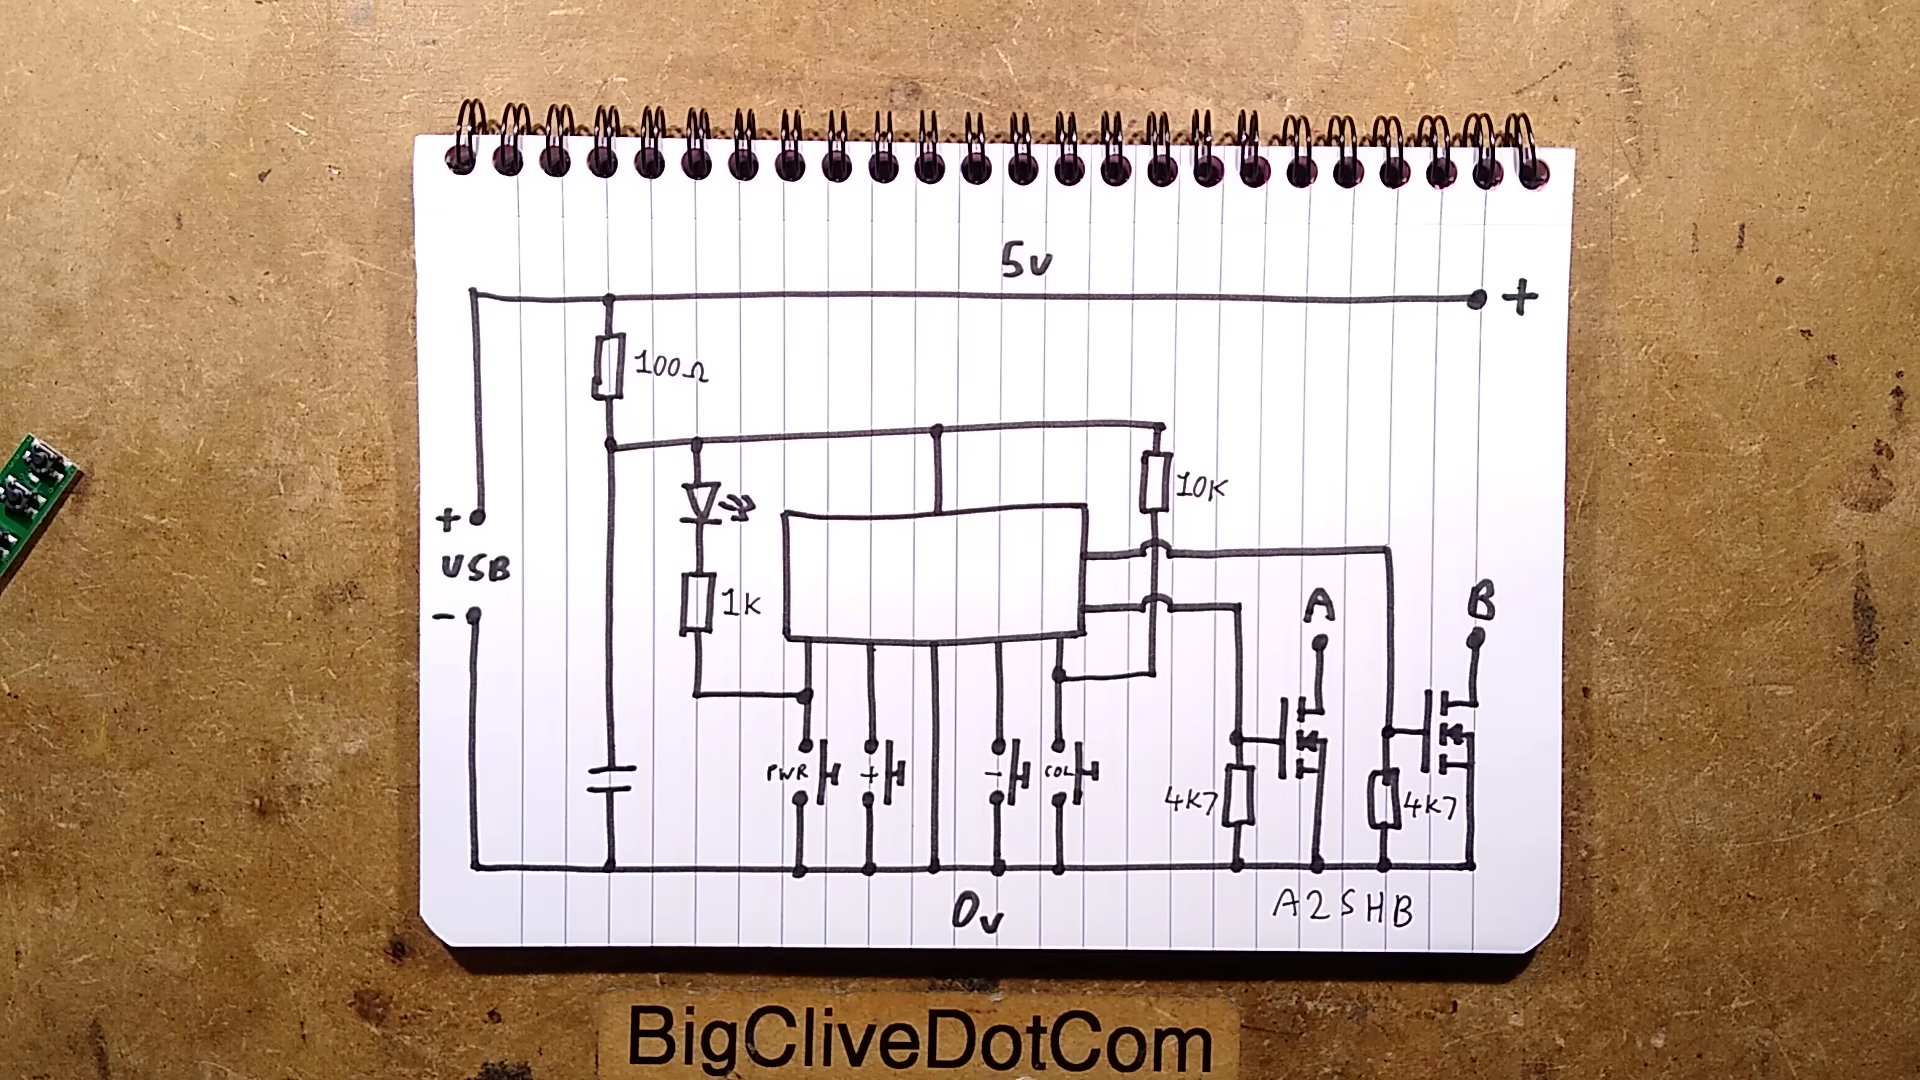 5v
+
100Ω
10K
+
USB
-
1K
A
B
PWR
+
-
COL
4K7
4K7
0v
A2SHB
BigCliveDotCom